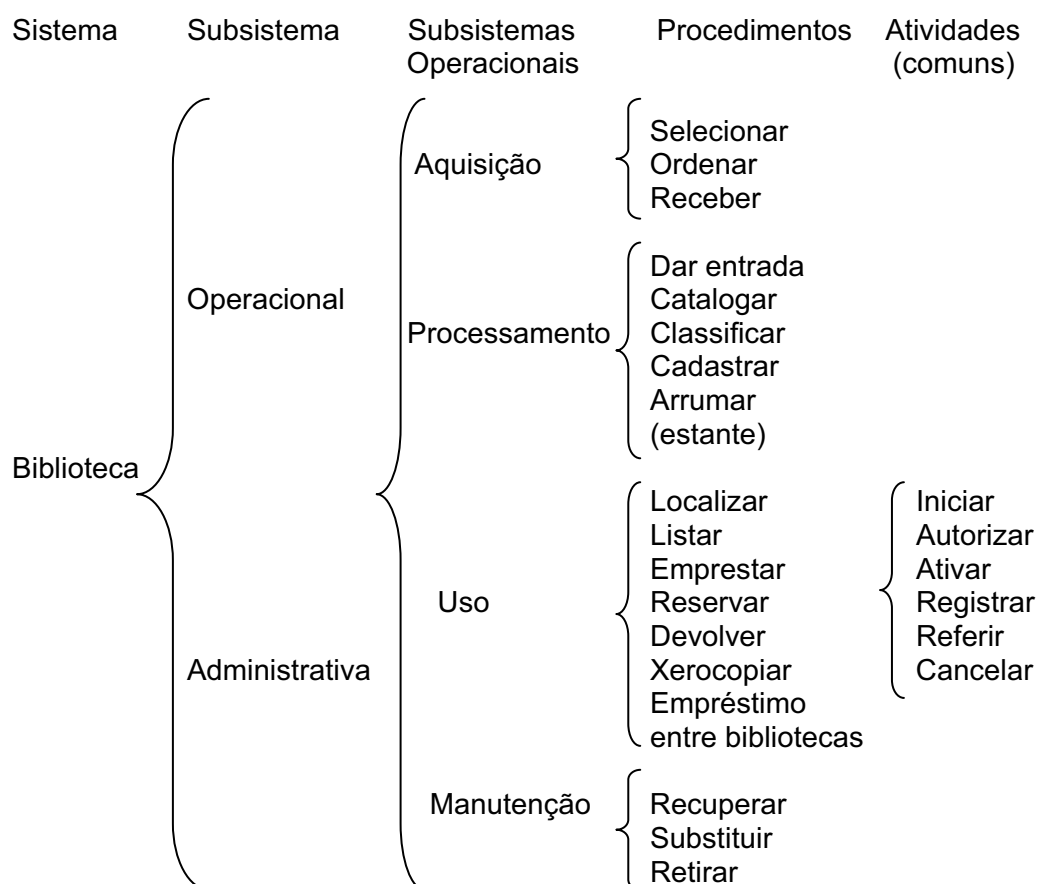 Sistema Subsistema Subsistemas Operacionais Procedimentos Atividades (comuns)
Biblioteca
Operacional
Administrativa
Aquisição
Selecionar
Ordenar
Receber
Processamento
Dar entrada
Catalogar
Classificar
Cadastrar
Arrumar
(estante)
Uso
Localizar
Listar
Emprestar
Reservar
Devolver
Xerocopiar
Empréstimo
entre bibliotecas
Manutenção
Recuperar
Substituir
Retirar
Iniciar
Autorizar
Ativar
Registrar
Referir
Cancelar